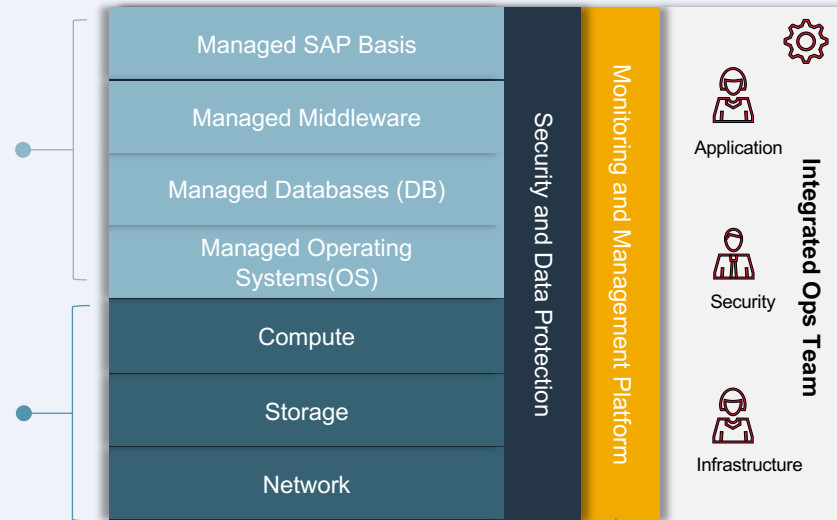 Managed SAP Basis
Managed Middleware
Managed Databases (DB)
Managed Operating
Systems(OS)
Compute
Storage
Network
Security and Data Protection
Monitoring and Management Platform
Application
Security
Infrastructure
Integrated Ops Team